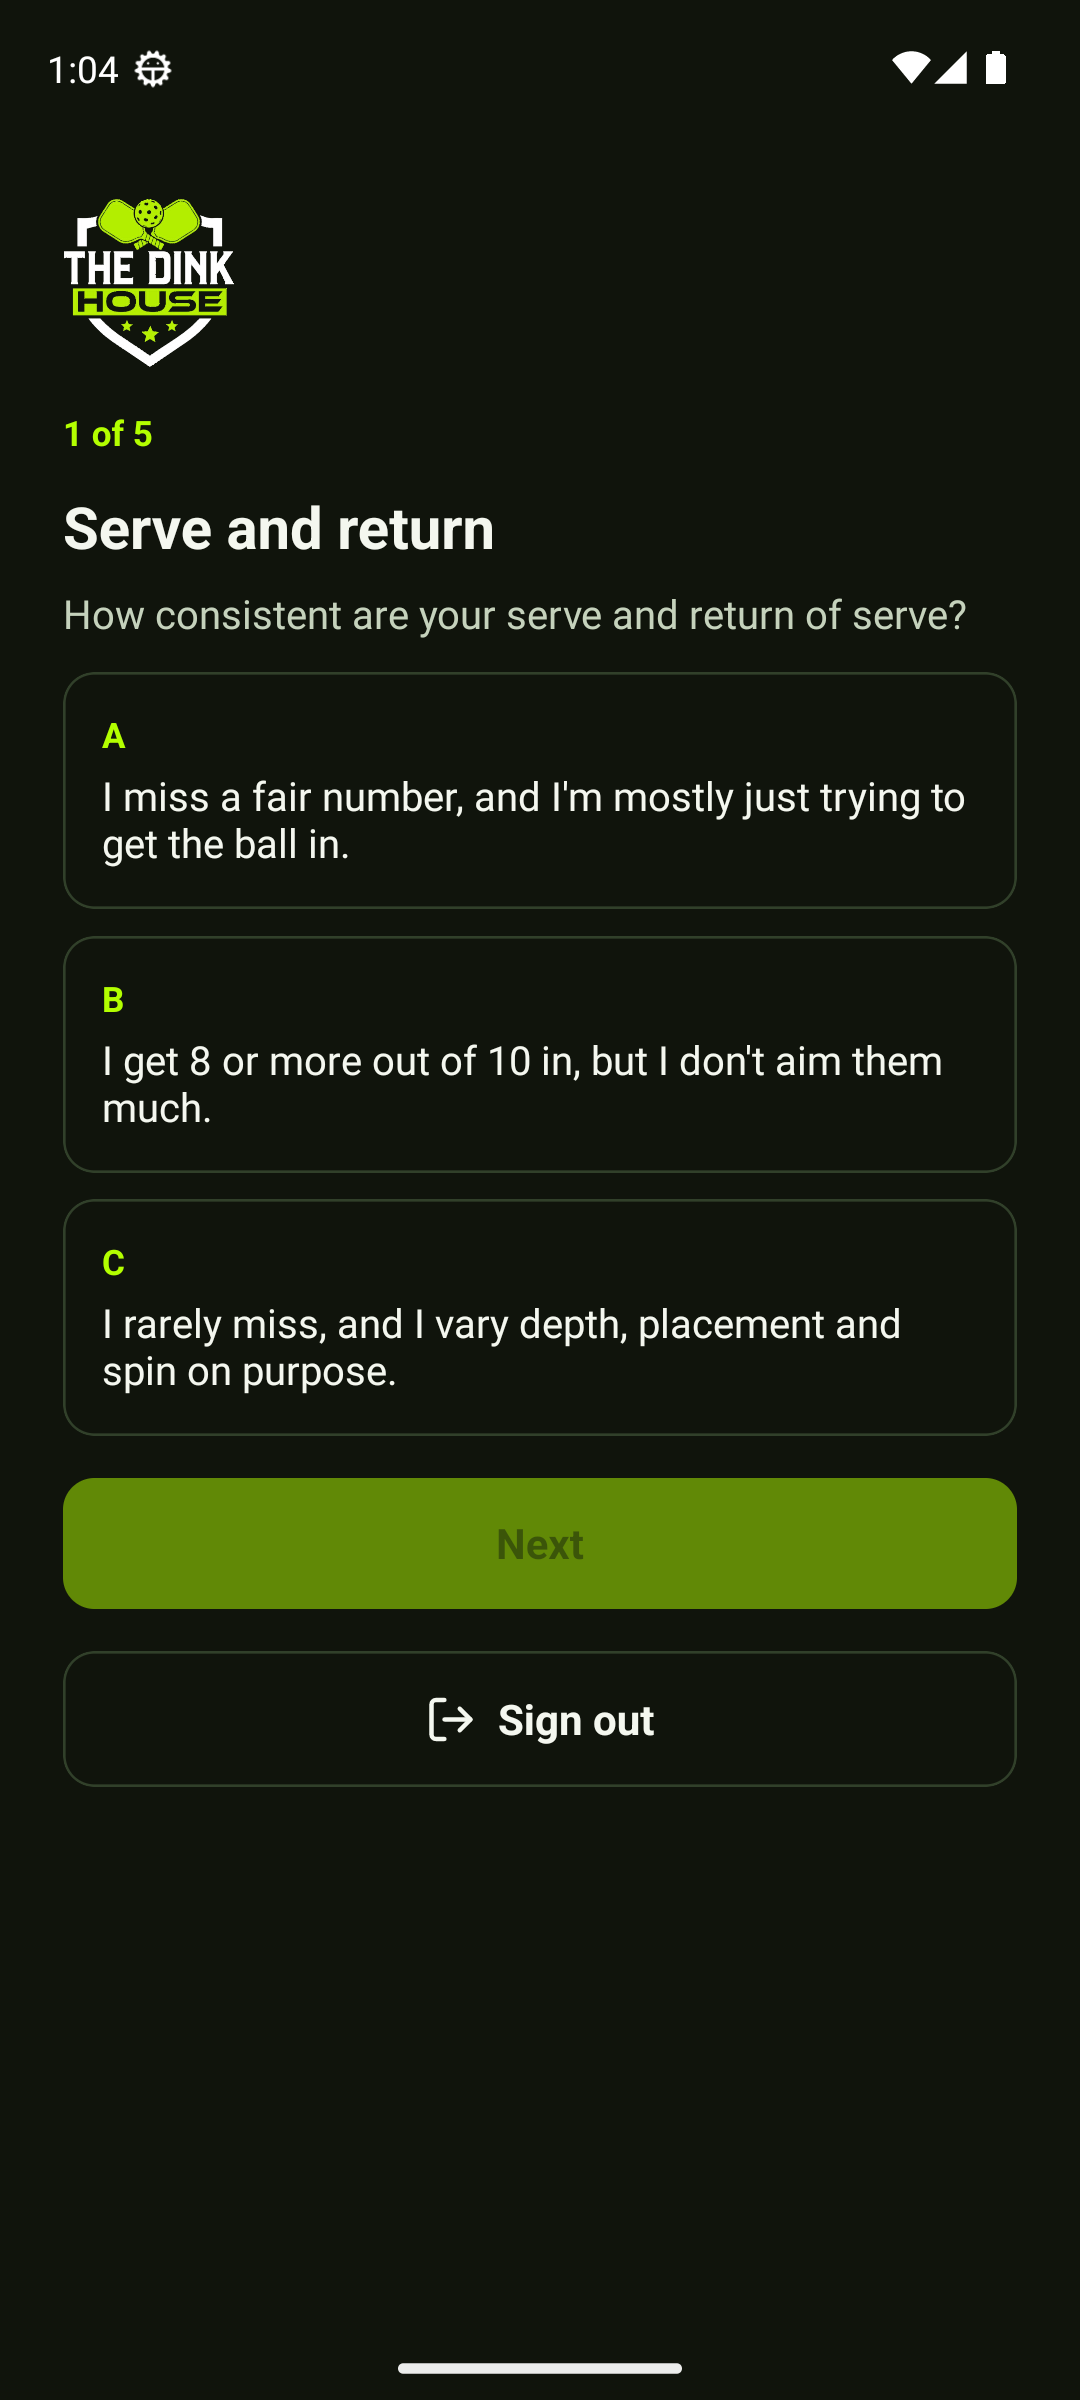 1:04
THE DINK
HOUSE
1 of 5
Serve and return
How consistent are your serve and return of serve?
A
I miss a fair number, and I'm mostly just trying to
get the ball in.
B
I get 8 or more out of 10 in, but I don't aim them
much.
C
I rarely miss, and I vary depth, placement and
spin on purpose.
Next
Sign out